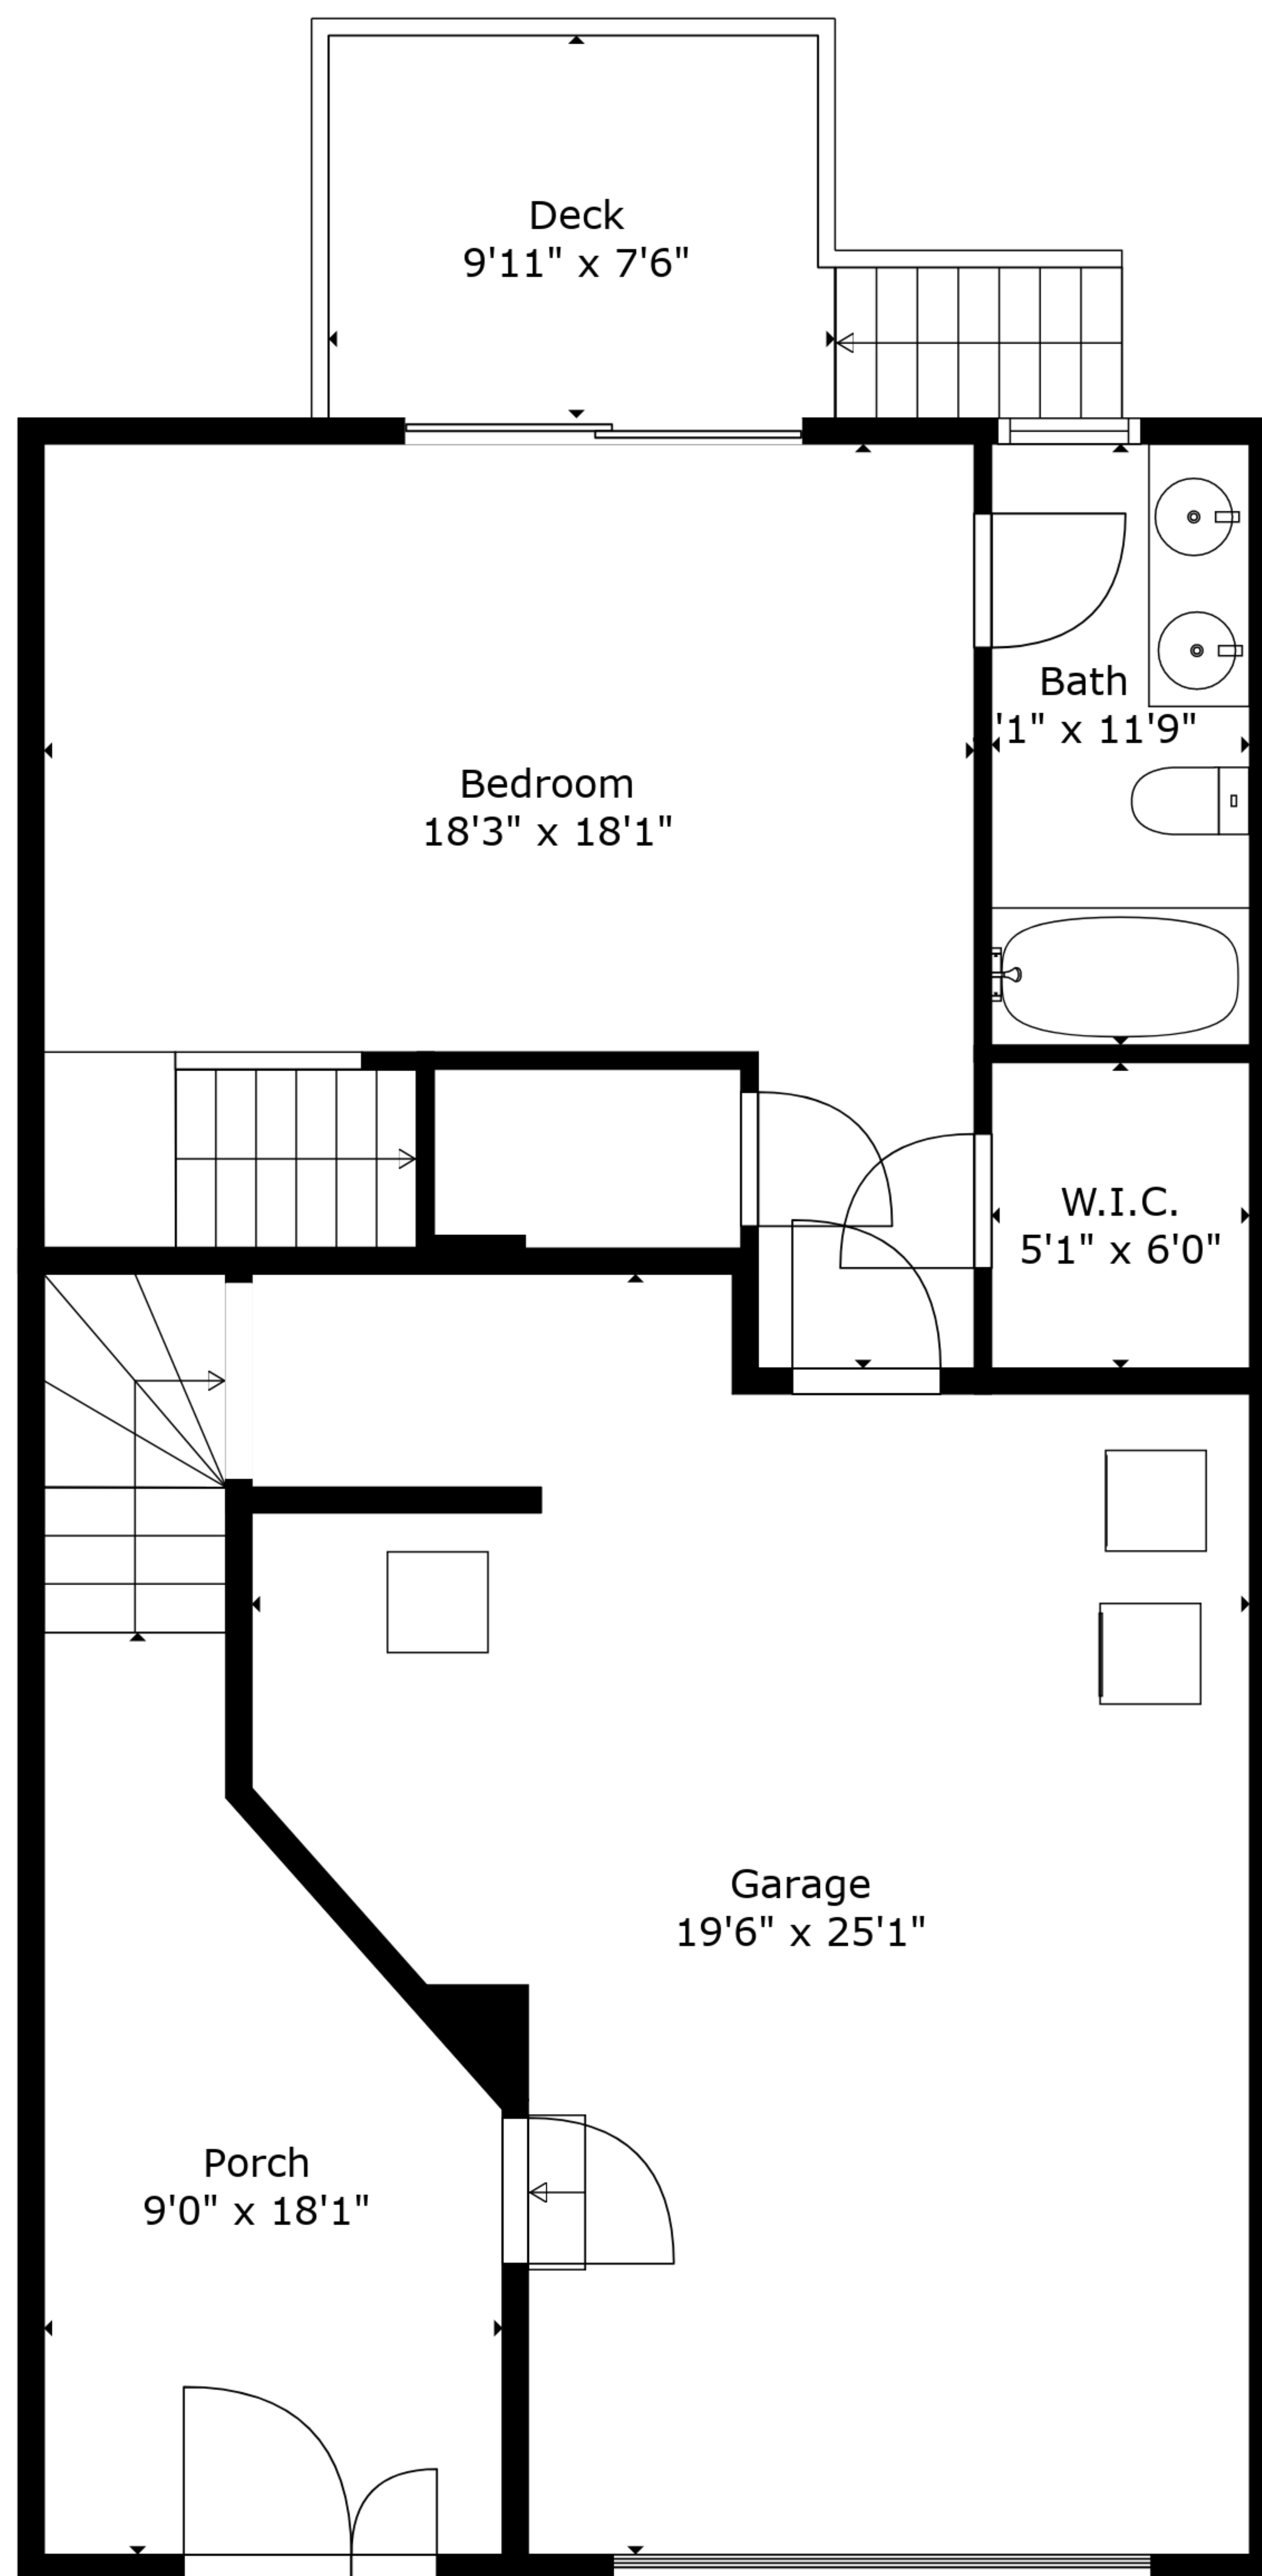 Deck
9'11" x 7'6"
Bath
'1" x 11'9"
Bedroom
18'3" x 18'1"
W.I.C.
5'1" x 6'0"
Garage
19'6" x 25'1"
Porch
9'0" x 18'1"